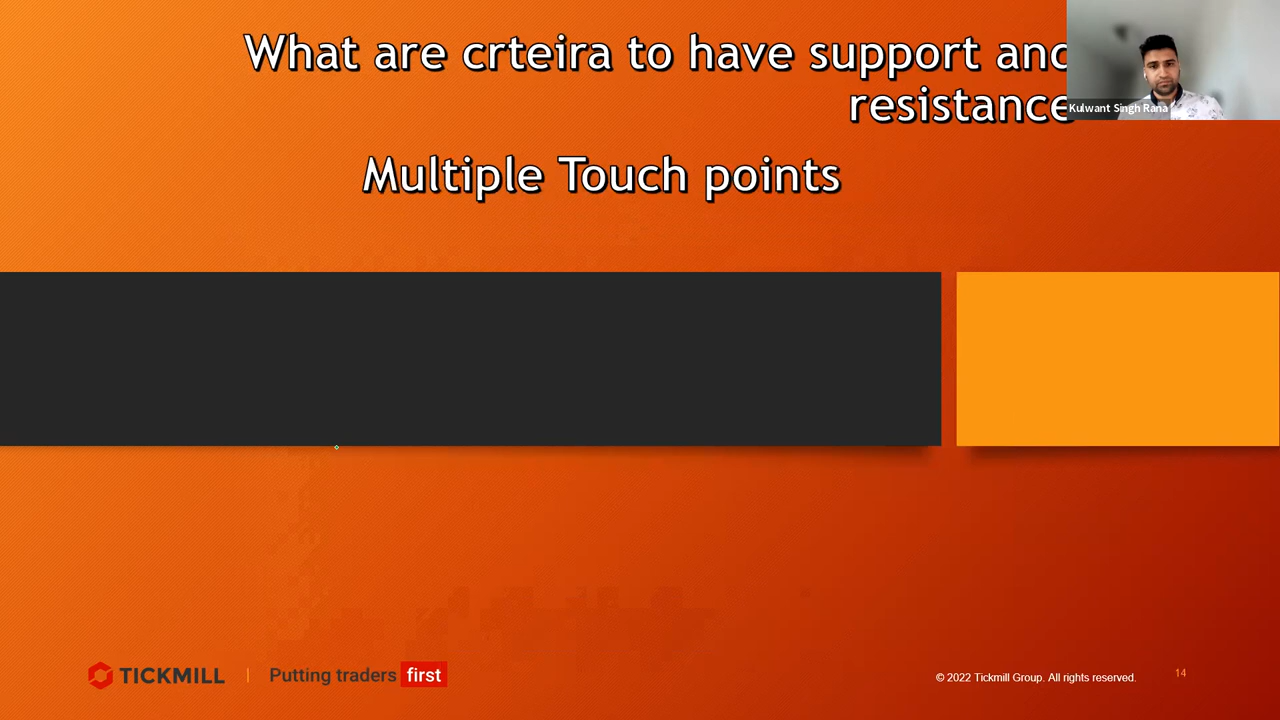 What are crteira to have support and
resistance
Kulwant Singh Rana
Multiple Touch points
TICKMILL
Putting traders first
© 2022 Tickmill Group. All rights reserved.
14